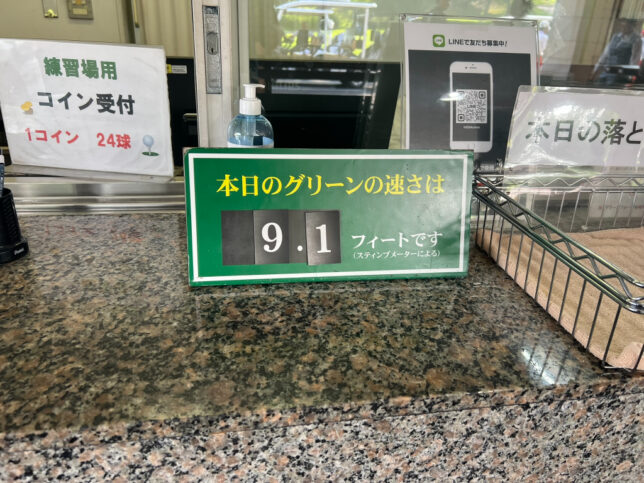 練習場用
コイン受付
1コイン 24球
LINEで友だち募集中!
本日の落と
本日のグリーンの速さは
9.1 フィートです
(スティンプメーターによる)